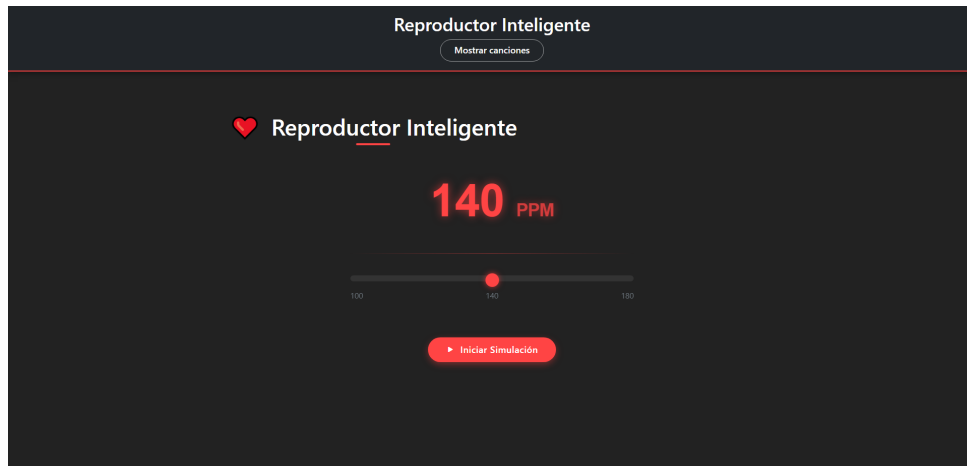 Reproductor Inteligente
Mostrar canciones
Reproductor Inteligente
140 PPM
100 140 180
Iniciar Simulación